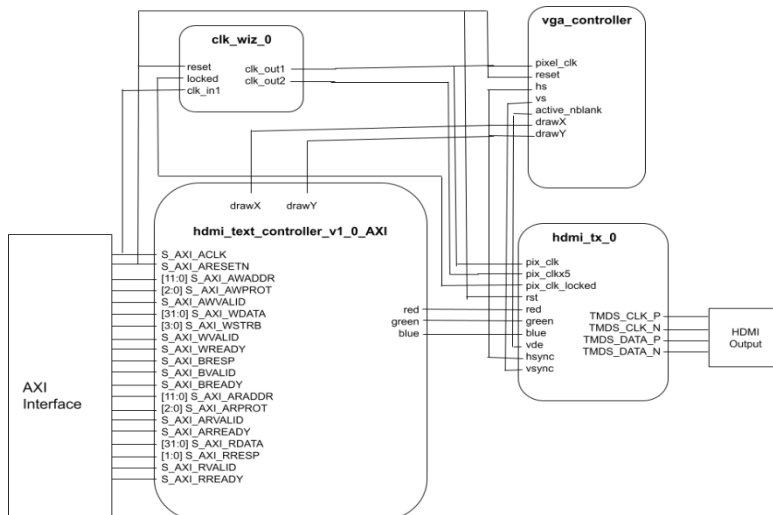 clk_wiz_0
reset
locked
clk_in1
clk_out1
clk_out2
vga_controller
pixel_clk
reset
hs
vs
active_nblank
drawX
drawY
drawX
drawY
hdmi_text_controller_v1_0_AXI
S_AXI_ACLK
S_AXI_ARESETN
[11:0] S_AXI_AWADDR
[2:0] S_AXI_AWPROT
S_AXI_AWVALID
[31:0] S_AXI_WDATA
[3:0] S_AXI_WSTRB
S_AXI_WVALID
S_AXI_WREADY
S_AXI_BRESP
S_AXI_BVALID
S_AXI_BREADY
[11:0] S_AXI_ARADDR
[2:0] S_AXI_ARPROT
S_AXI_ARVALID
S_AXI_ARREADY
[31:0] S_AXI_RDATA
[1:0] S_AXI_RRESP
S_AXI_RVALID
S_AXI_RREADY
red
green
blue
AXI
Interface
hdmi_tx_0
pix_clk
pix_clkx5
pix_clk_locked
rst
red
green
blue
vde
hsync
vsync
TMDS_CLK_P
TMDS_CLK_N
TMDS_DATA_P
TMDS_DATA_N
HDMI
Output